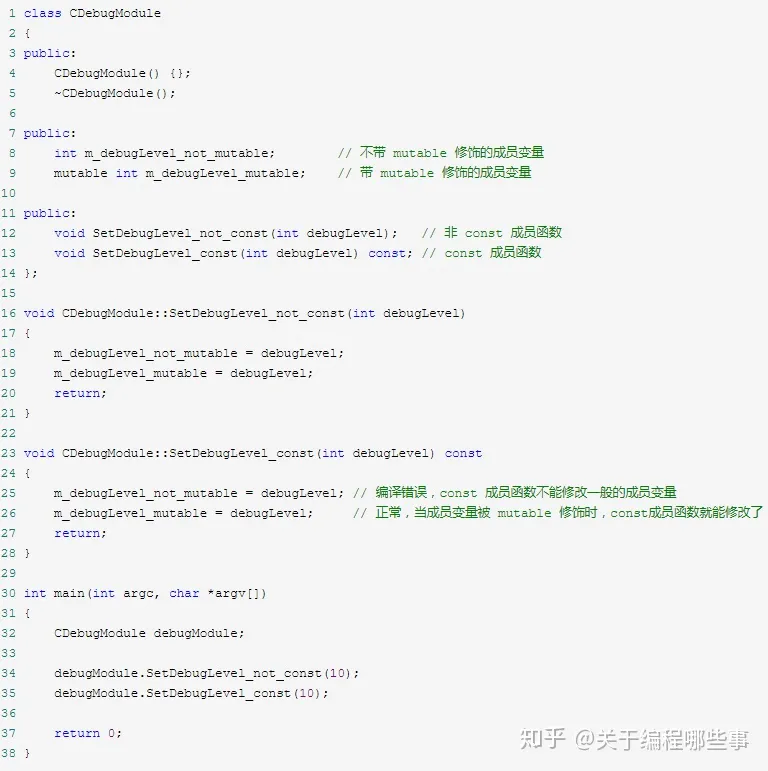 1 class CDebugModule
2 {
3 public:
4     CDebugModule() {};
5     ~CDebugModule();
6
7 public:
8     int m_debugLevel_not_mutable;        // 不带 mutable 修饰的成员变量
9     mutable int m_debugLevel_mutable;    // 带 mutable 修饰的成员变量
10
11 public:
12     void SetDebugLevel_not_const(int debugLevel);   // 非 const 成员函数
13     void SetDebugLevel_const(int debugLevel) const; // const 成员函数
14 };
15
16 void CDebugModule::SetDebugLevel_not_const(int debugLevel)
17 {
18     m_debugLevel_not_mutable = debugLevel;
19     m_debugLevel_mutable = debugLevel;
20     return;
21 }
22
23 void CDebugModule::SetDebugLevel_const(int debugLevel) const
24 {
25     m_debugLevel_not_mutable = debugLevel; // 编译错误，const 成员函数不能修改一般的成员变量
26     m_debugLevel_mutable = debugLevel;     // 正常，当成员变量被 mutable 修饰时，const成员函数就能修改了
27     return;
28 }
29
30 int main(int argc, char *argv[])
31 {
32     CDebugModule debugModule;
33
34     debugModule.SetDebugLevel_not_const(10);
35     debugModule.SetDebugLevel_const(10);
36
37     return 0;
38 }
知乎 @关于编程哪些事